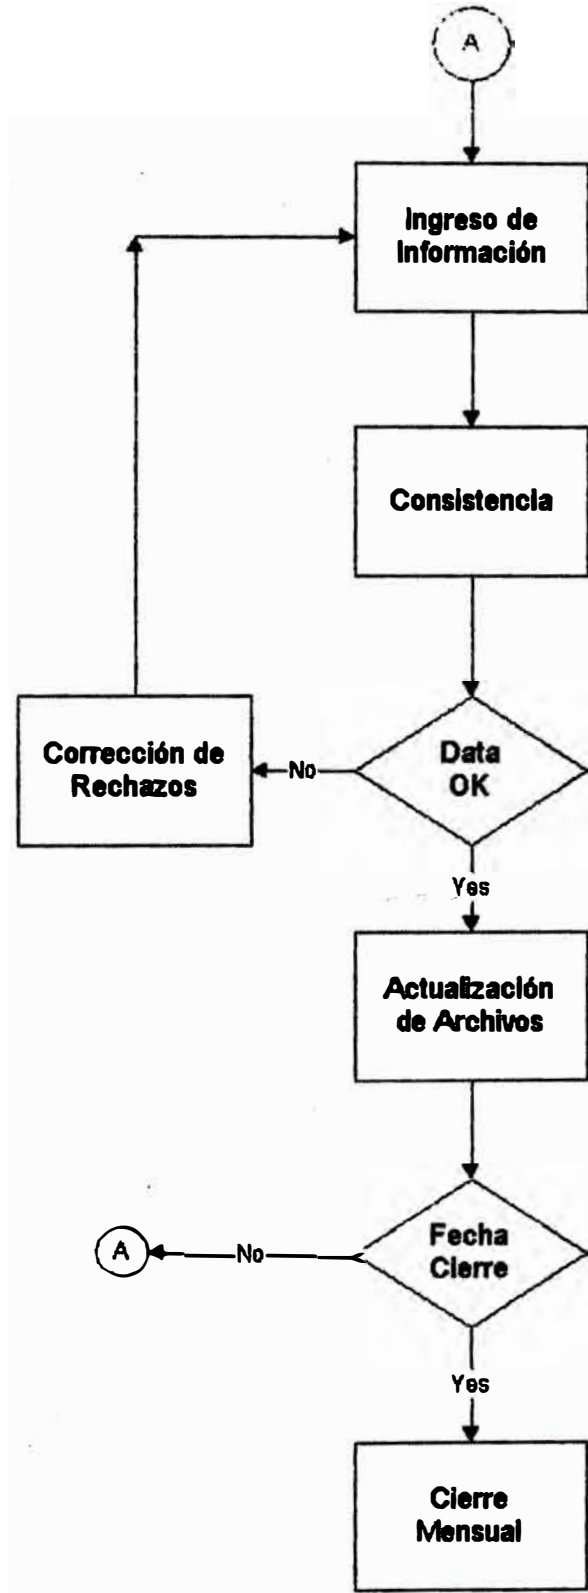 A
Ingreso de
Información
Consistencia
Data
OK
No
Corrección de
Rechazos
Yes
Actualización
de Archivos
Fecha
Cierre
No
A
Yes
Cierre
Mensual